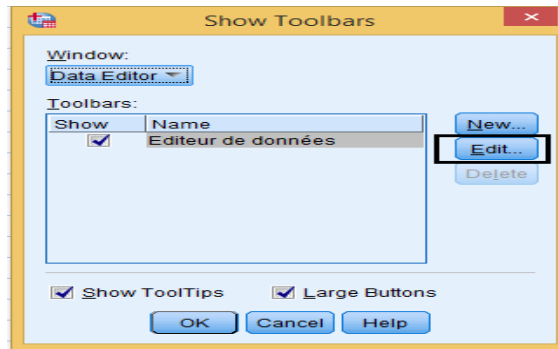 Show Toolbars
Window:
Data Editor
Toolbars:
Show Name
Editeur de données
New...
Edit...
Delete
Show ToolTips Large Buttons
OK Cancel Help